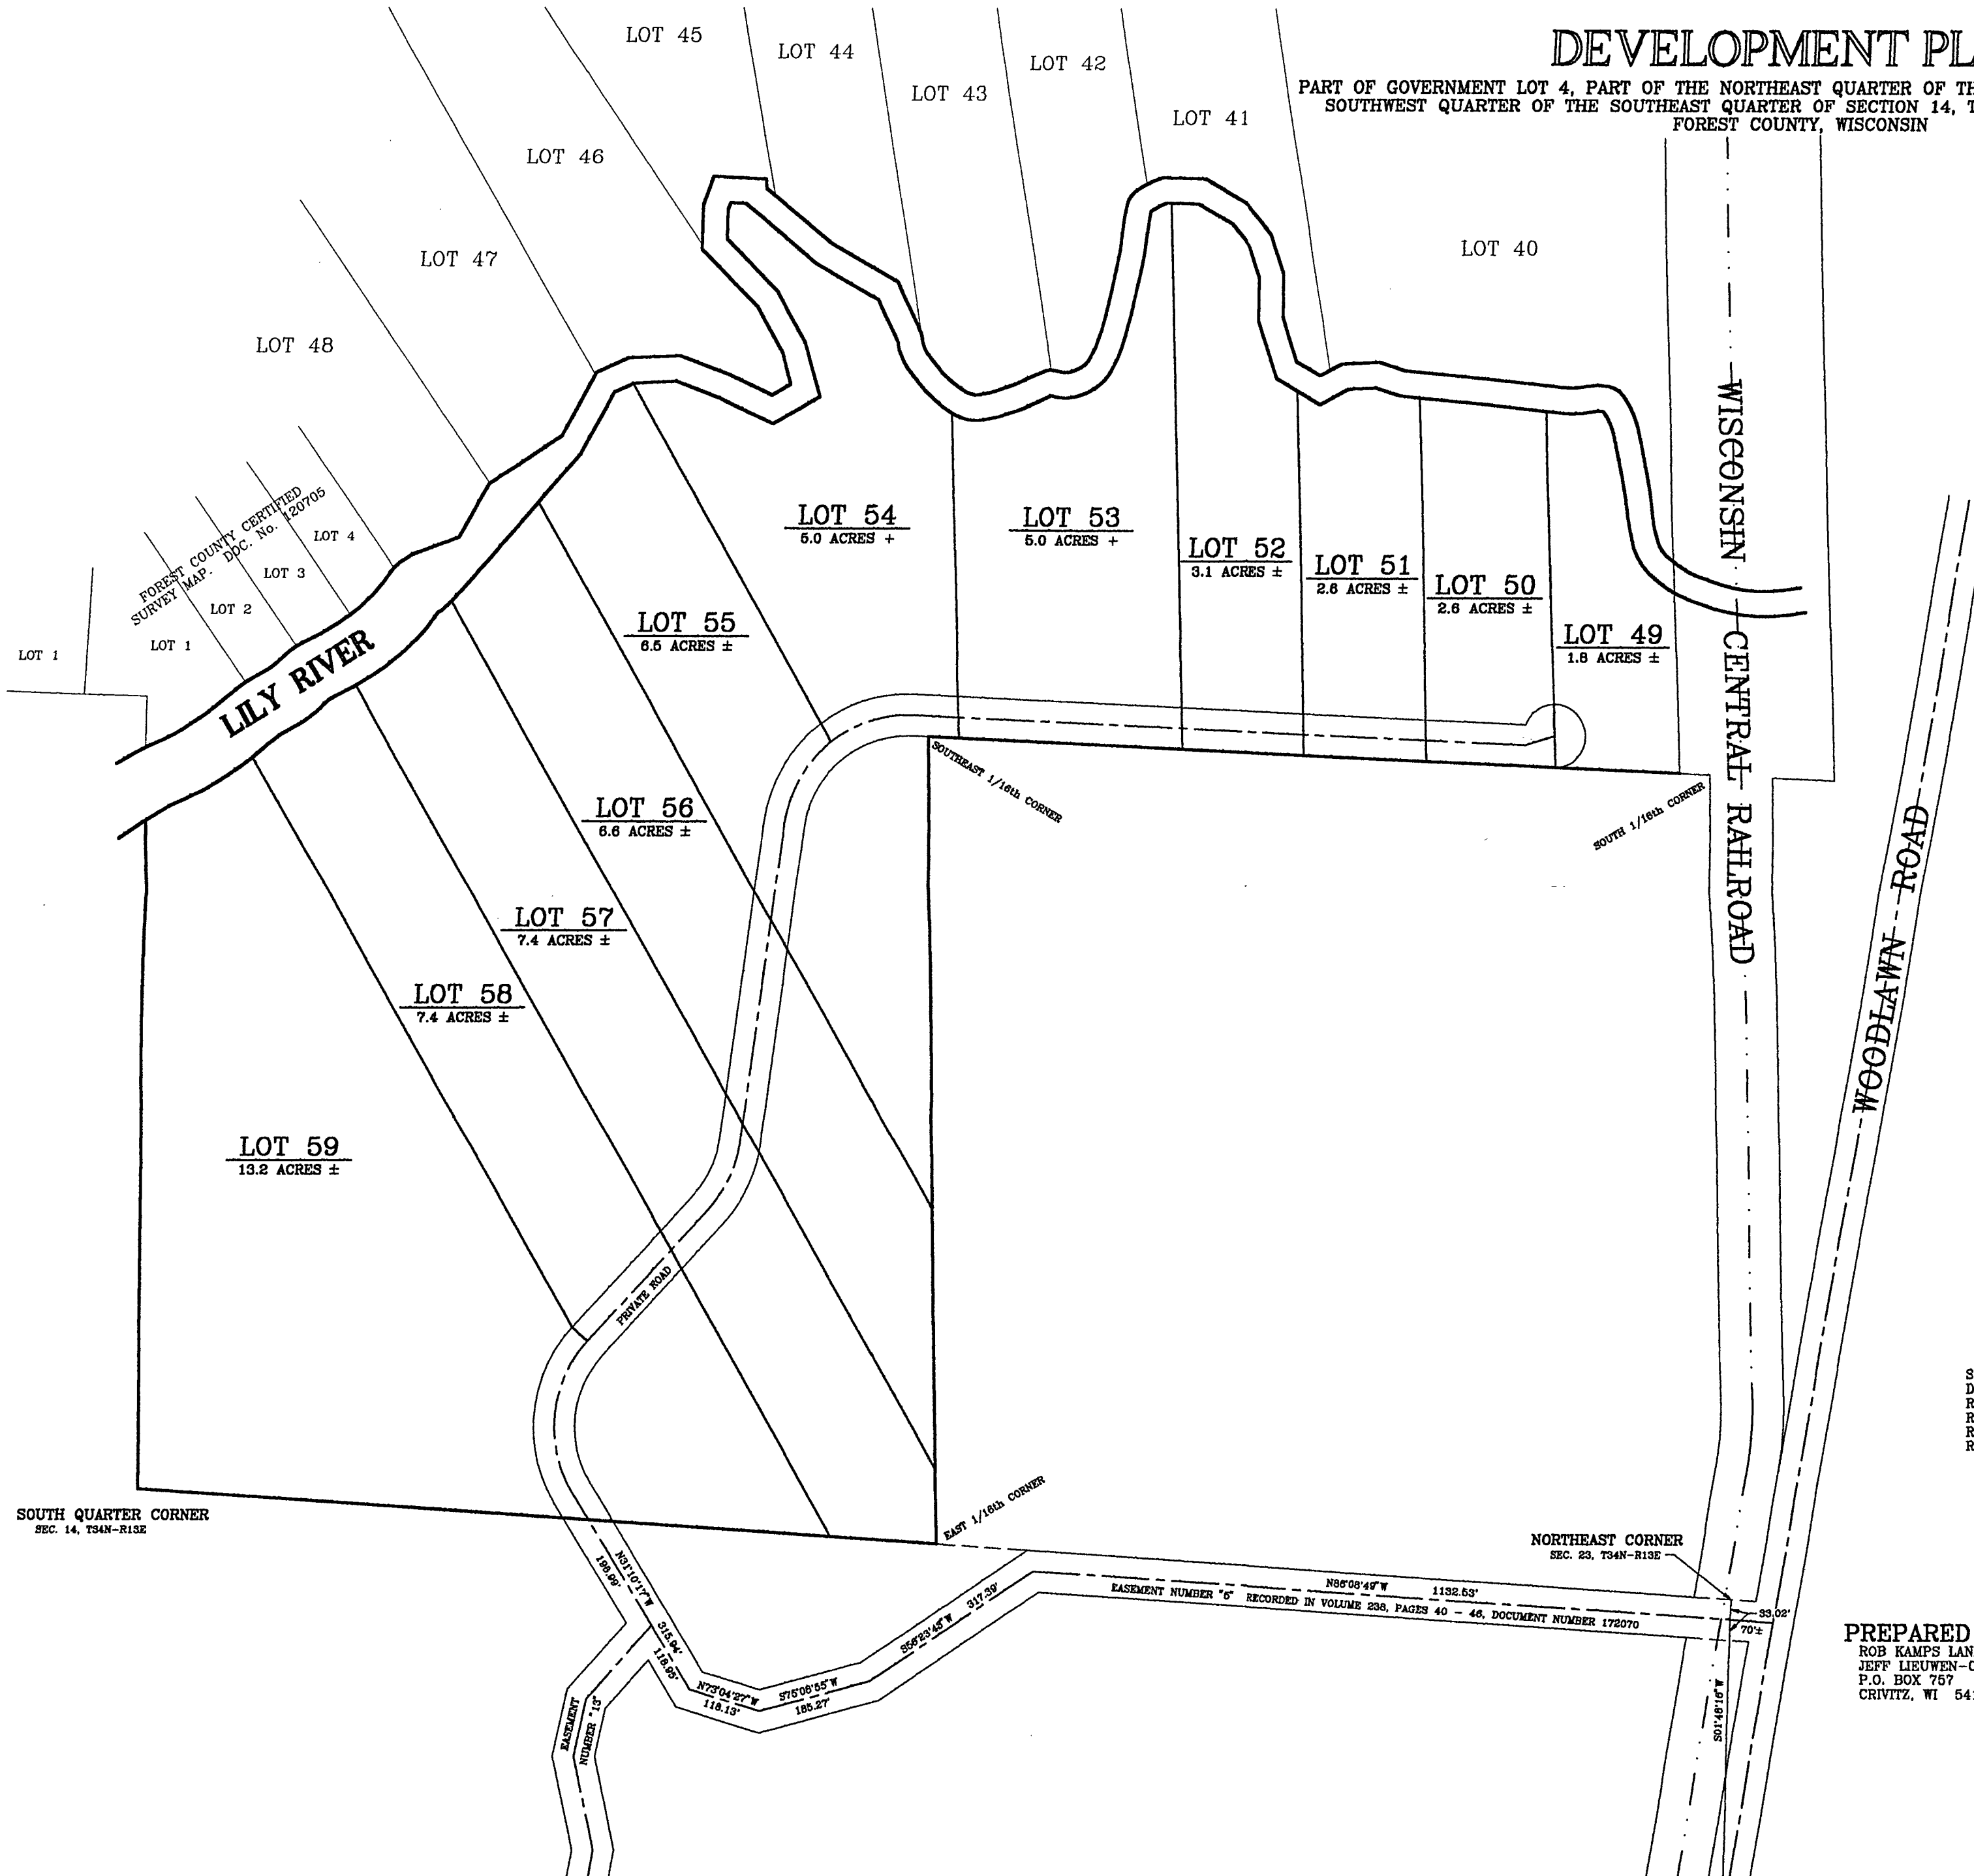 DEVELOPMENT PL
PART OF GOVERNMENT LOT 4, PART OF THE NORTHEAST QUARTER OF TH
SOUTHWEST QUARTER OF THE SOUTHEAST QUARTER OF SECTION 14, T
FOREST COUNTY, WISCONSIN
LOT 45
LOT 44
LOT 43
LOT 42
LOT 41
LOT 46
LOT 47
LOT 40
LOT 48
FOREST COUNTY CERTIFIED
SURVEY MAP. DOC. No. 120705
LOT 4
LOT 3
LOT 2
LOT 1
LOT 1
LILY RIVER
LOT 54
5.0 ACRES +
LOT 53
5.0 ACRES +
LOT 52
3.1 ACRES ±
LOT 51
2.6 ACRES ±
LOT 50
2.6 ACRES ±
LOT 49
1.8 ACRES ±
LOT 55
6.5 ACRES ±
LOT 56
6.6 ACRES ±
LOT 57
7.4 ACRES ±
LOT 58
7.4 ACRES ±
LOT 59
13.2 ACRES ±
WISCONSIN CENTRAL RAILROAD
WOODLAWN ROAD
SOUTHEAST 1/16th CORNER
SOUTH 1/16th CORNER
PRIVATE ROAD
SOUTH QUARTER CORNER
SEC. 14, T34N-R13E
EAST 1/16th CORNER
NORTHEAST CORNER
SEC. 23, T34N-R13E
N31°10'17"W 315.94'
196.99'
118.95'
N73°04'27"W
118.13'
S75°06'55"W
185.27'
S56°23'43"W 317.39'
N86°08'49"W 1132.53'
EASEMENT NUMBER "5" RECORDED IN VOLUME 238, PAGES 40 - 46, DOCUMENT NUMBER 172070
33.02'
70'±
S01°48'16"W
EASEMENT
NUMBER "13"
S
D
R
R
R
R
PREPARED
ROB KAMPS LAN
JEFF LIEUWEN-C
P.O. BOX 757
CRIVITZ, WI 541